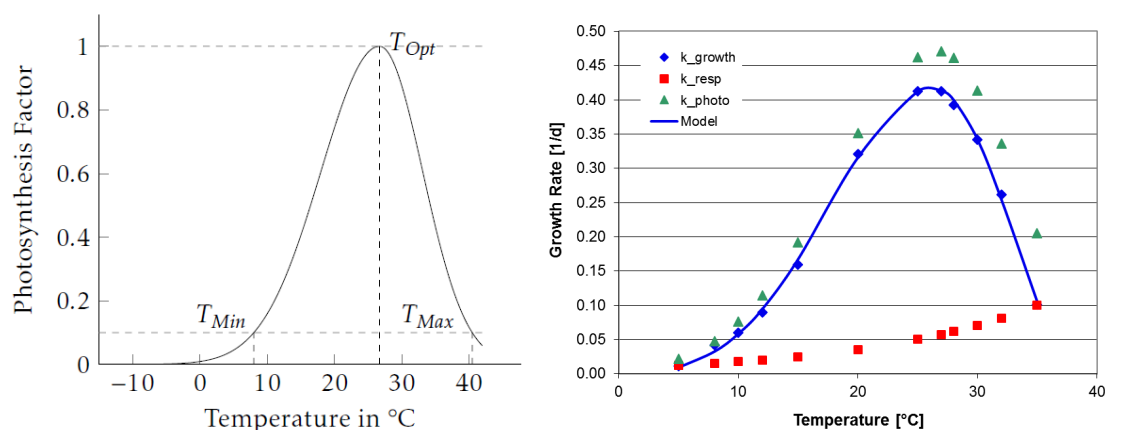 Photosynthesis Factor
1
0.8
0.6
0.4
0.2
0
T_Opt
T_Min
T_Max
−10 0 10 20 30 40
Temperature in °C
Growth Rate [1/d]
0.50
0.45
0.40
0.35
0.30
0.25
0.20
0.15
0.10
0.05
0.00
k_growth
k_resp
k_photo
Model
0 10 20 30 40
Temperature [°C]